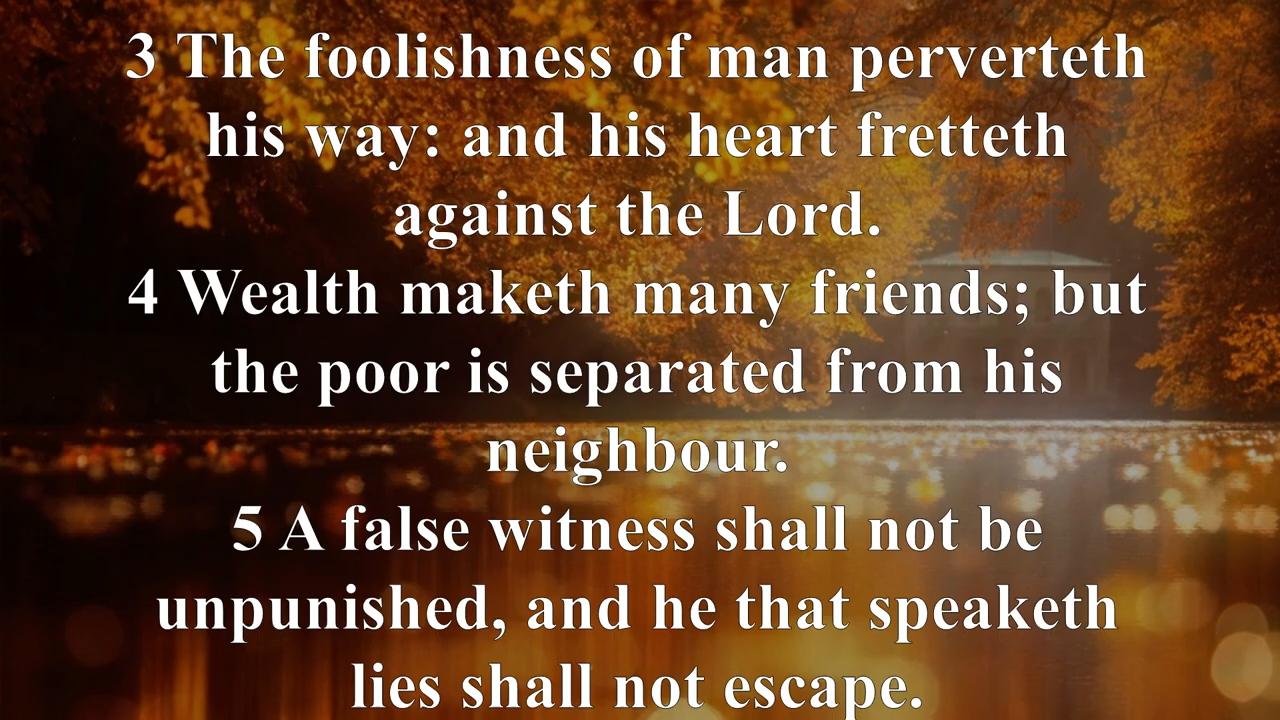 3 The foolishness of man perverteth
his way: and his heart fretteth
against the Lord.
4 Wealth maketh many friends; but
the poor is separated from his
neighbour.
5 A false witness shall not be
unpunished, and he that speaketh
lies shall not escape.